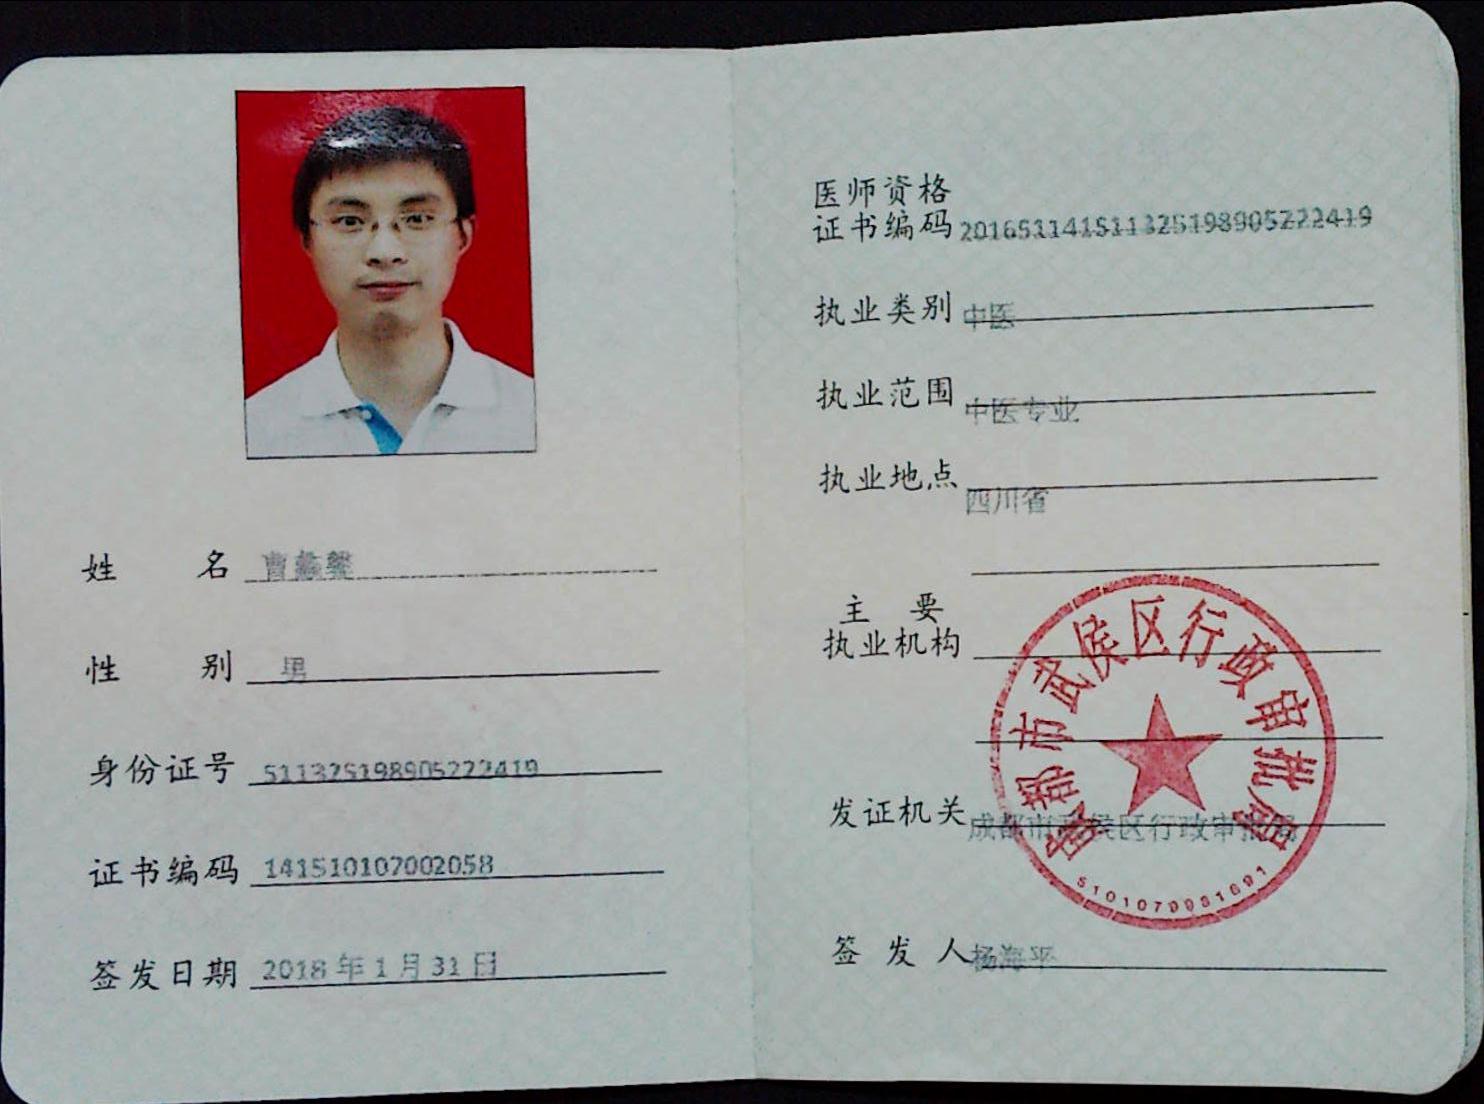 姓名 曹
性别 男
身份证号 511325198905222419
证书编码 141510107002058
签发日期 2018年1月31日
医师资格
证书编码 201651141511325198905222419
执业类别 中医
执业范围 中医专业
执业地点 四川省
主要
执业机构
发证机关 成都市武侯区行政审批局
签发人 杨海平
成都市武侯区行政审批局